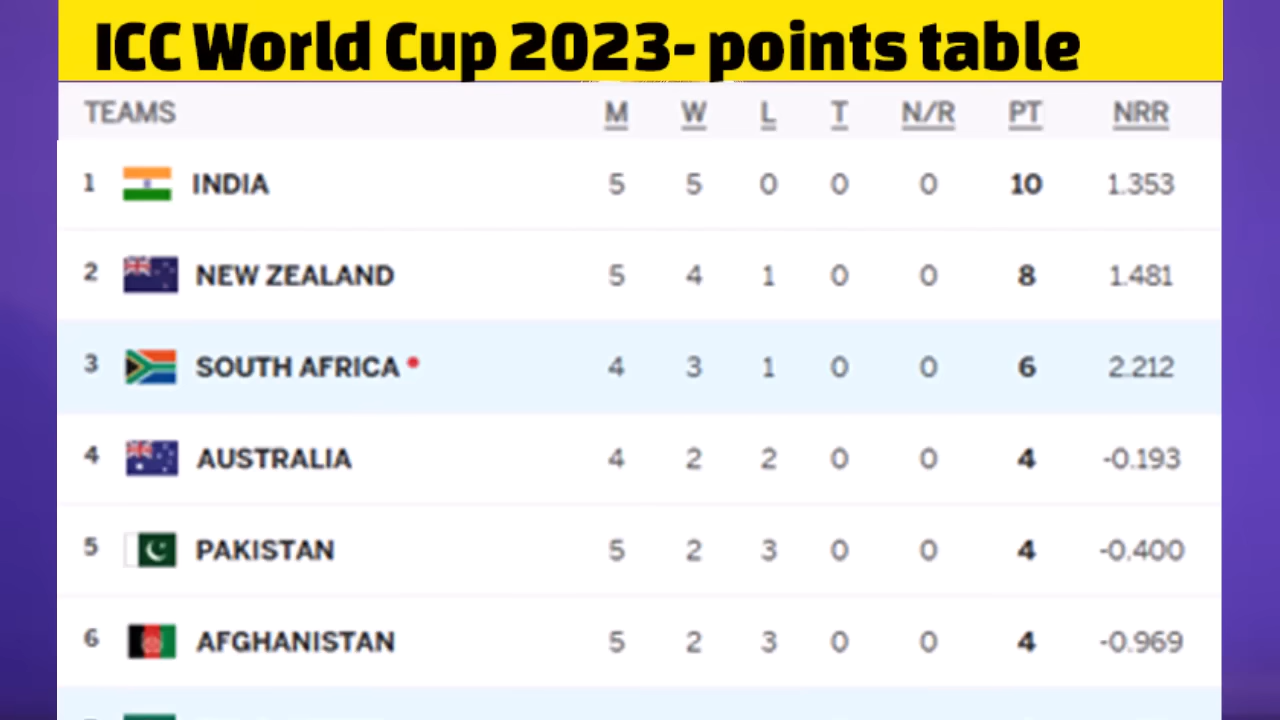 ICC World Cup 2023- points table
TEAMS M W L T N/R PT NRR
1 INDIA 5 5 0 0 0 10 1.353
2 NEW ZEALAND 5 4 1 0 0 8 1.481
3 SOUTH AFRICA 4 3 1 0 0 6 2.212
4 AUSTRALIA 4 2 2 0 0 4 -0.193
5 PAKISTAN 5 2 3 0 0 4 -0.400
6 AFGHANISTAN 5 2 3 0 0 4 -0.969